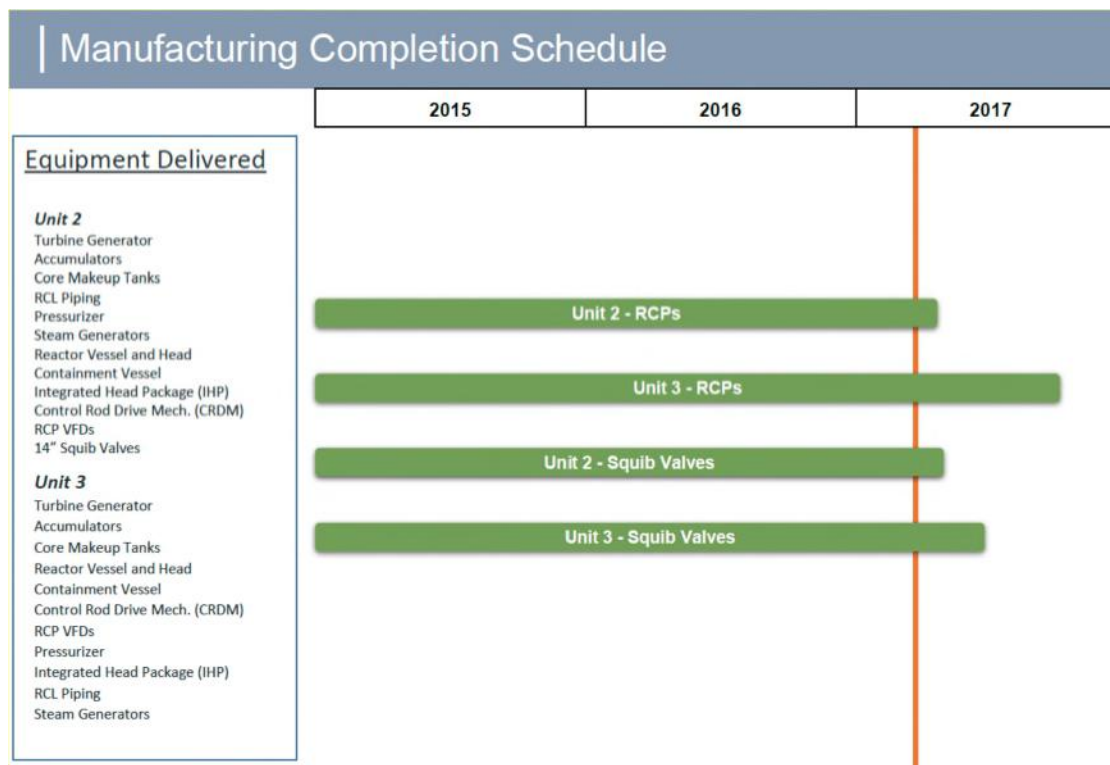 Manufacturing Completion Schedule
2015 2016 2017
Equipment Delivered
Unit 2
Turbine Generator
Accumulators
Core Makeup Tanks
RCL Piping
Pressurizer
Steam Generators
Reactor Vessel and Head
Containment Vessel
Integrated Head Package (IHP)
Control Rod Drive Mech. (CRDM)
RCP VFDs
14” Squib Valves
Unit 3
Turbine Generator
Accumulators
Core Makeup Tanks
Reactor Vessel and Head
Containment Vessel
Control Rod Drive Mech. (CRDM)
RCP VFDs
Pressurizer
Integrated Head Package (IHP)
RCL Piping
Steam Generators
Unit 2 - RCPs
Unit 3 - RCPs
Unit 2 - Squib Valves
Unit 3 - Squib Valves